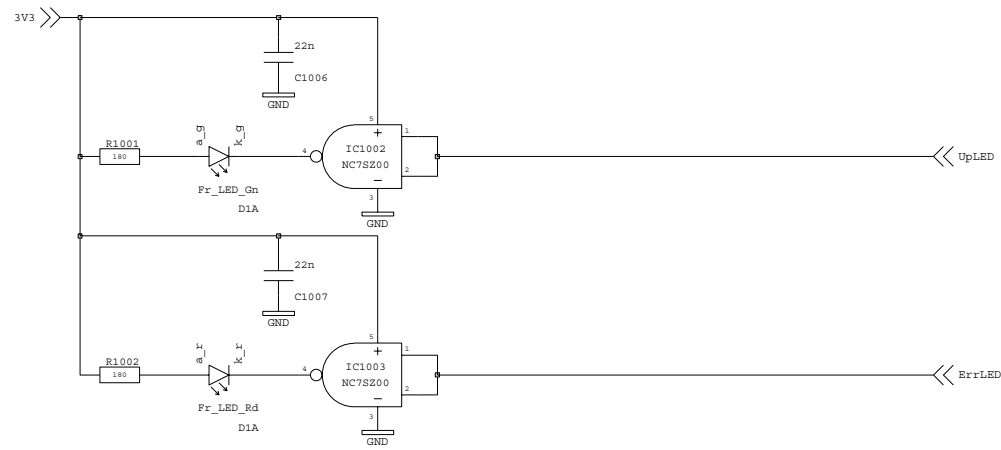 3V3
22n
C1006
GND
5
R1001
180
a_g
k_g
4
+
IC1002
NC7SZ00
−
1
2
UpLED
Fr_LED_Gn
D1A
3
GND
22n
C1007
GND
5
R1002
180
a_r
k_r
4
+
IC1003
NC7SZ00
−
1
2
ErrLED
Fr_LED_Rd
D1A
3
GND